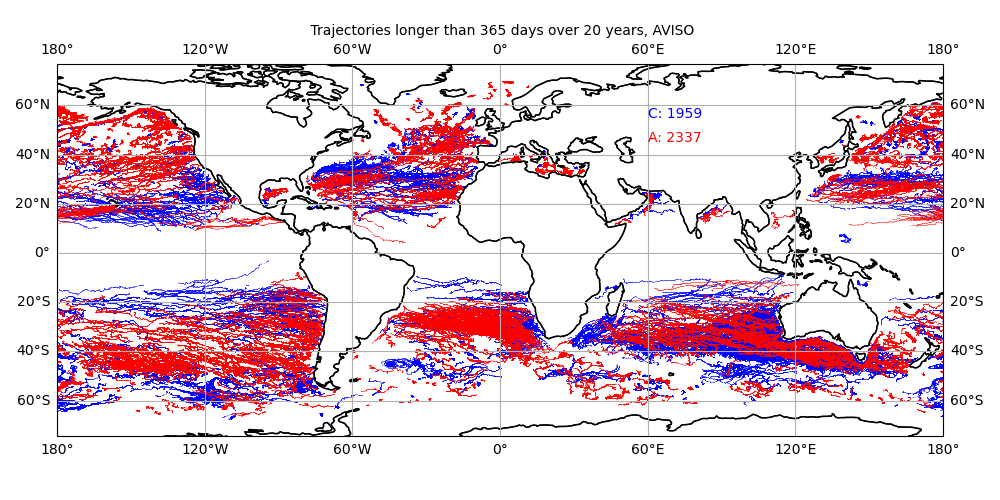 Trajectories longer than 365 days over 20 years, AVISO
180° 120°W 60°W 0° 60°E 120°E 180°
60°N 60°N
C: 1959
A: 2337
40°N 40°N
20°N 20°N
0° 0°
20°S 20°S
40°S 40°S
60°S 60°S
180° 120°W 60°W 0° 60°E 120°E 180°